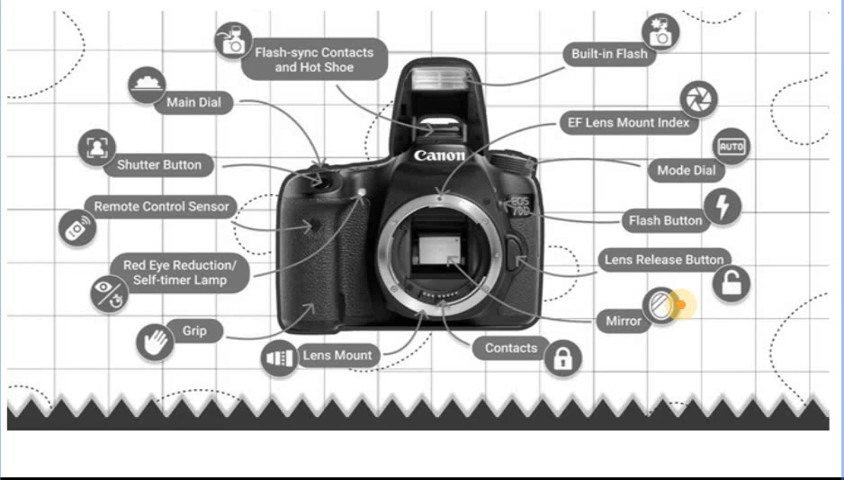 Flash-sync Contacts
and Hot Shoe
Built-in Flash
Main Dial
EF Lens Mount Index
Canon
AUTO
Shutter Button
Mode Dial
Remote Control Sensor
EOS
70D
Flash Button
Red Eye Reduction/
Self-timer Lamp
Lens Release Button
Grip
Mirror
Lens Mount
Contacts